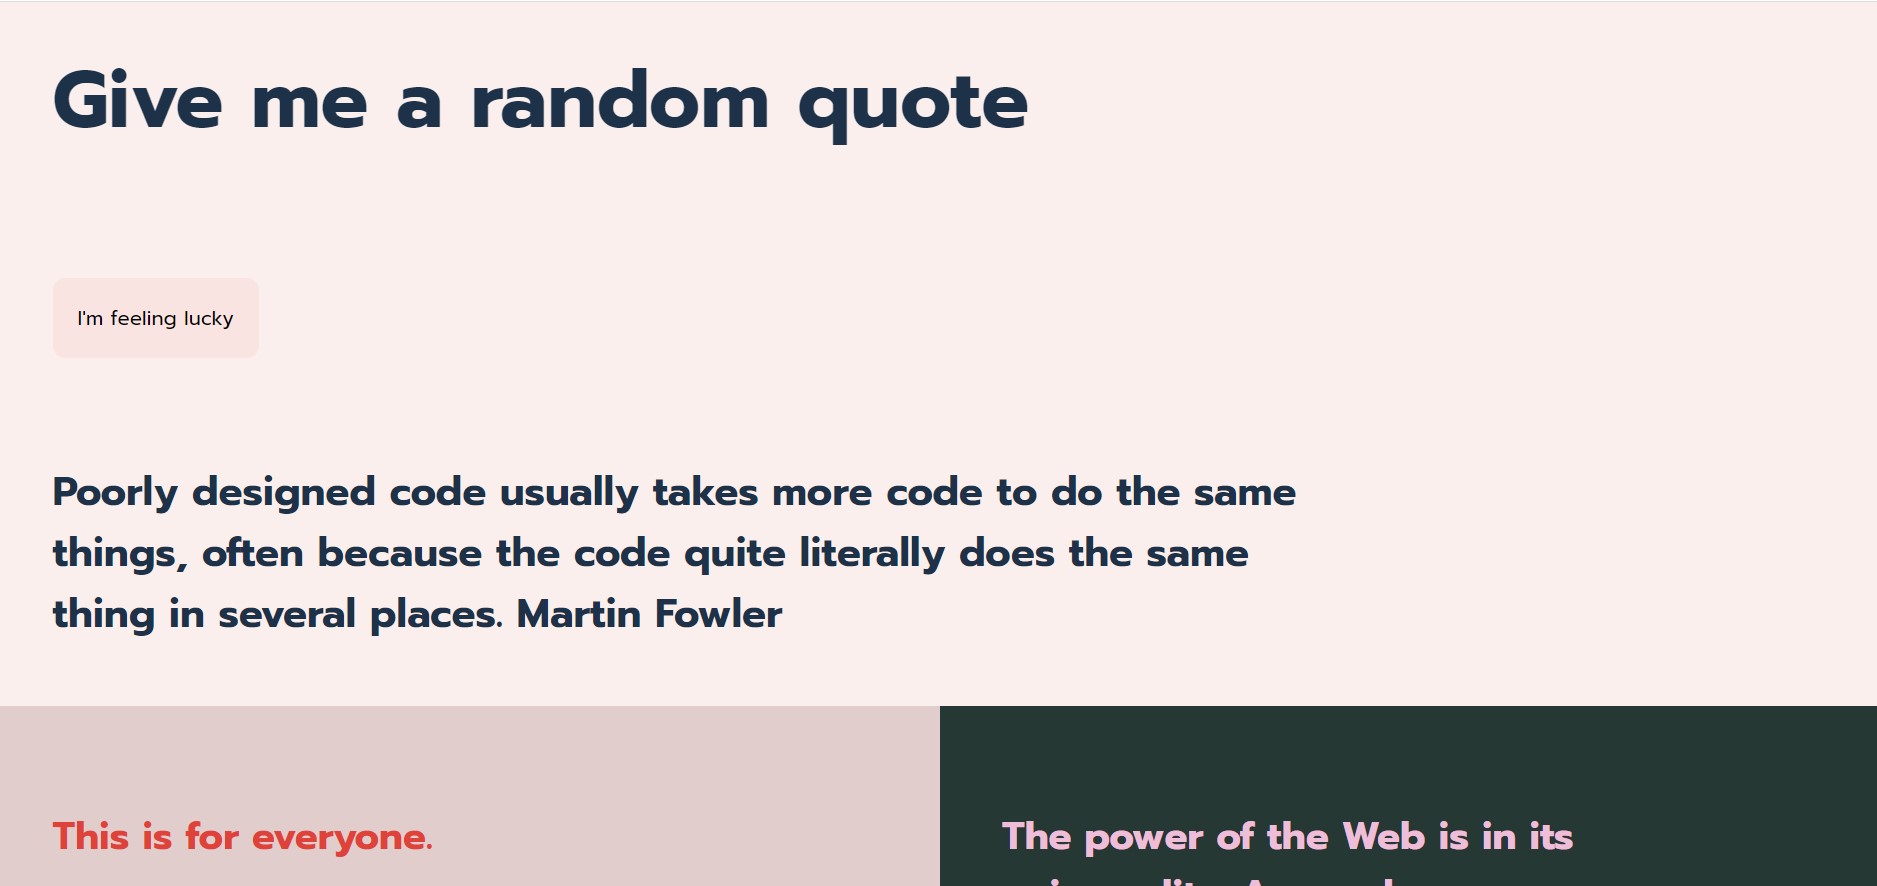 Give me a random quote
I'm feeling lucky
Poorly designed code usually takes more code to do the same
things, often because the code quite literally does the same
thing in several places. Martin Fowler
This is for everyone.
The power of the Web is in its